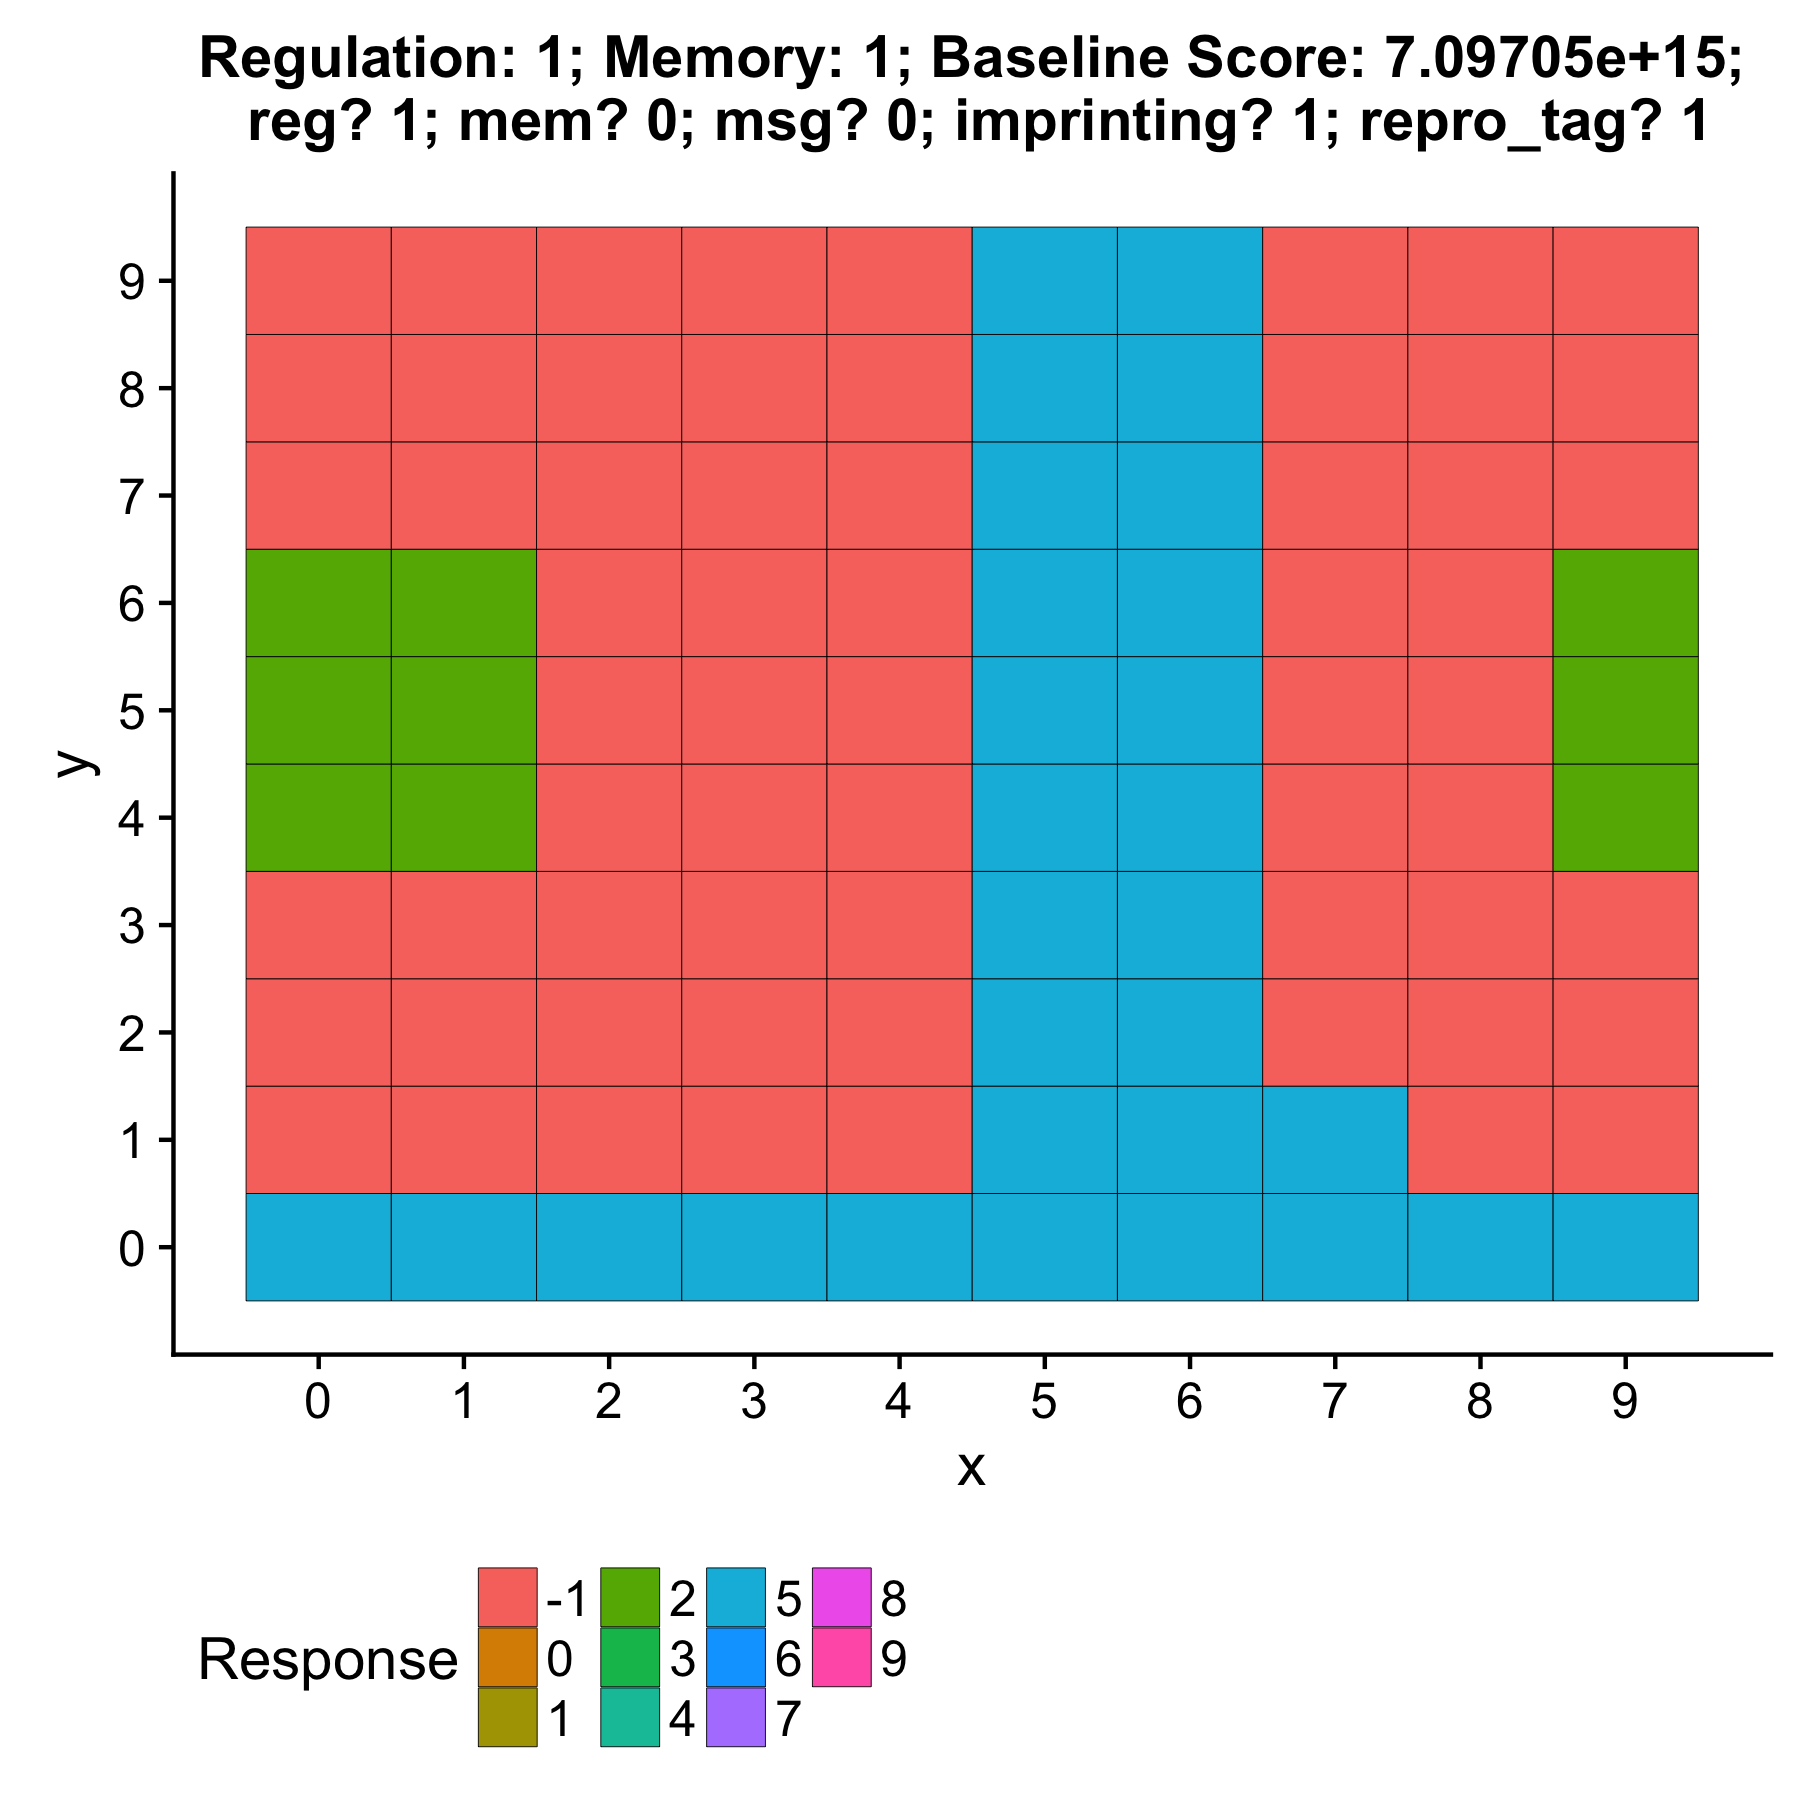 Regulation: 1; Memory: 1; Baseline Score: 7.09705e+15;
reg? 1; mem? 0; msg? 0; imprinting? 1; repro_tag? 1
9
8
7
6
5
4
3
2
1
0
y
0 1 2 3 4 5 6 7 8 9
x
Response
-1 2 5 8
0 3 6 9
1 4 7